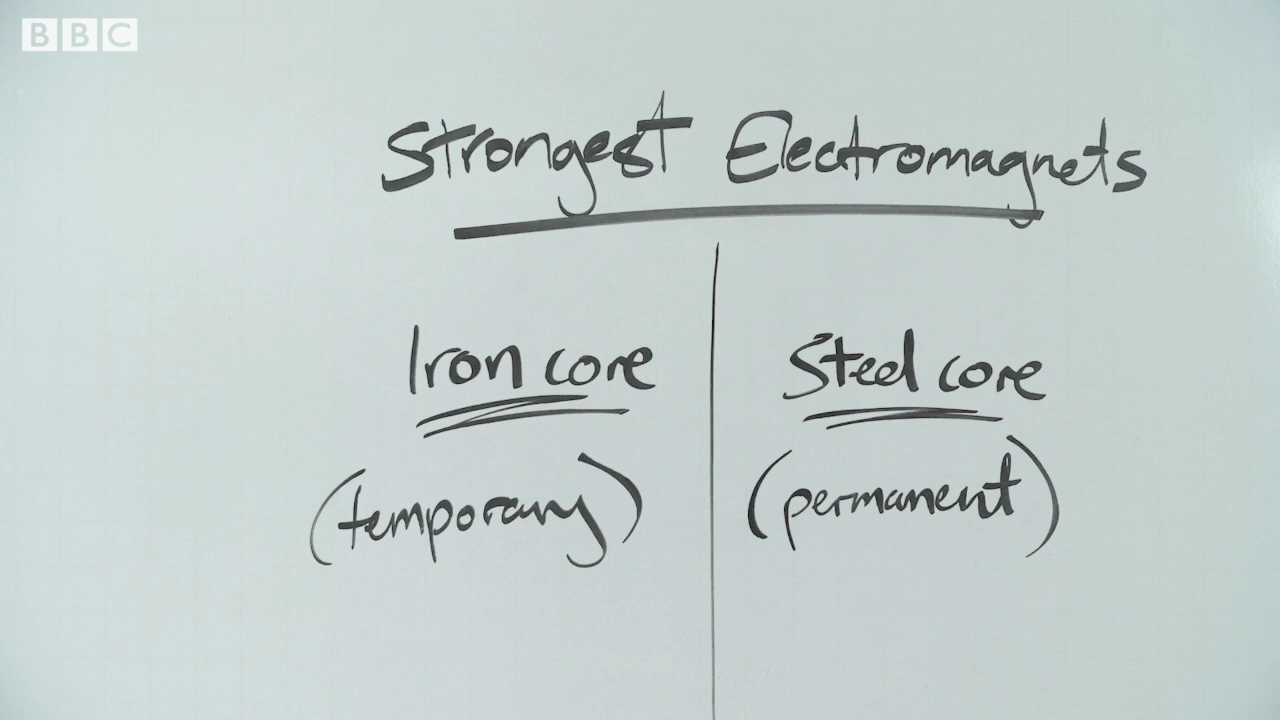 BBC
Strongest Electromagnets
Iron core
(temporary)
Steel core
(permanent)